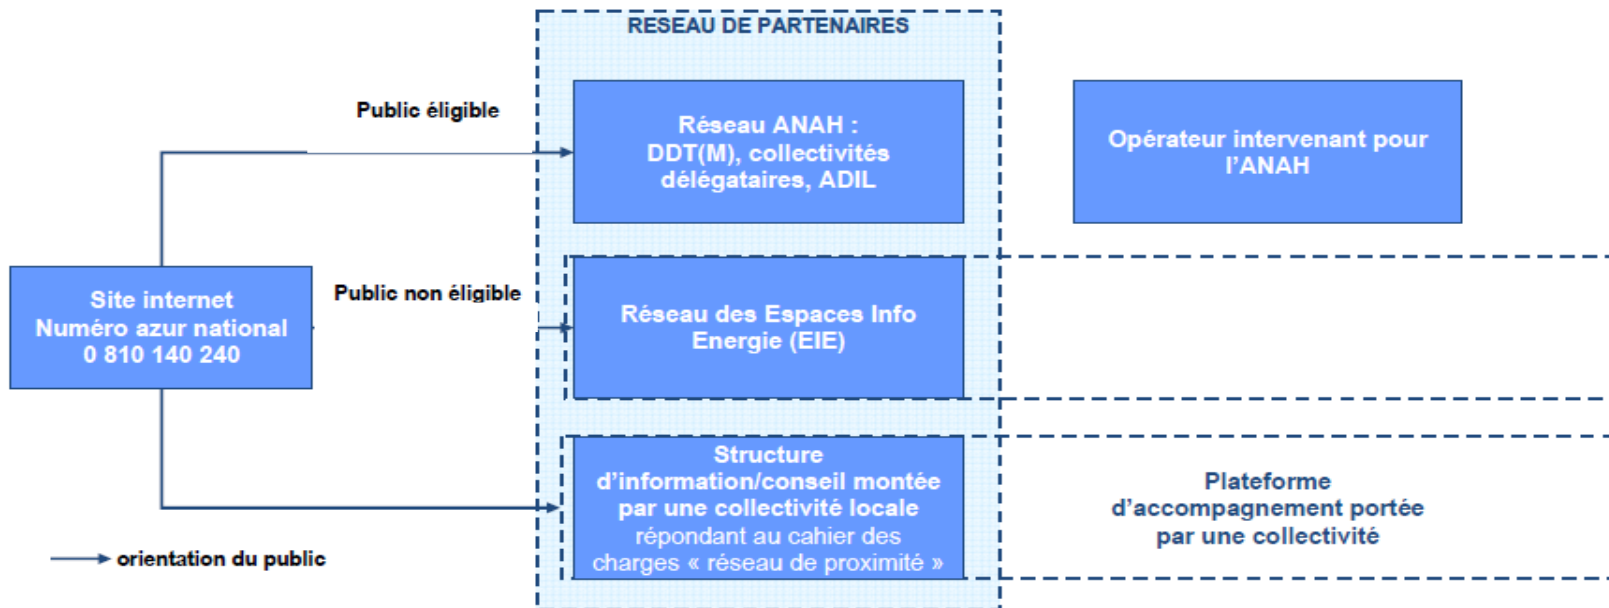 RESEAU DE PARTENAIRES
Public éligible
Réseau ANAH :
DDT(M), collectivités
délégataires, ADIL
Opérateur intervenant pour
l'ANAH
Site internet
Numéro azur national
0 810 140 240
Public non éligible
Réseau des Espaces Info
Energie (EIE)
Structure
d'information/conseil montée
par une collectivité locale
répondant au cahier des
charges « réseau de proximité »
Plateforme
d'accompagnement portée
par une collectivité
orientation du public